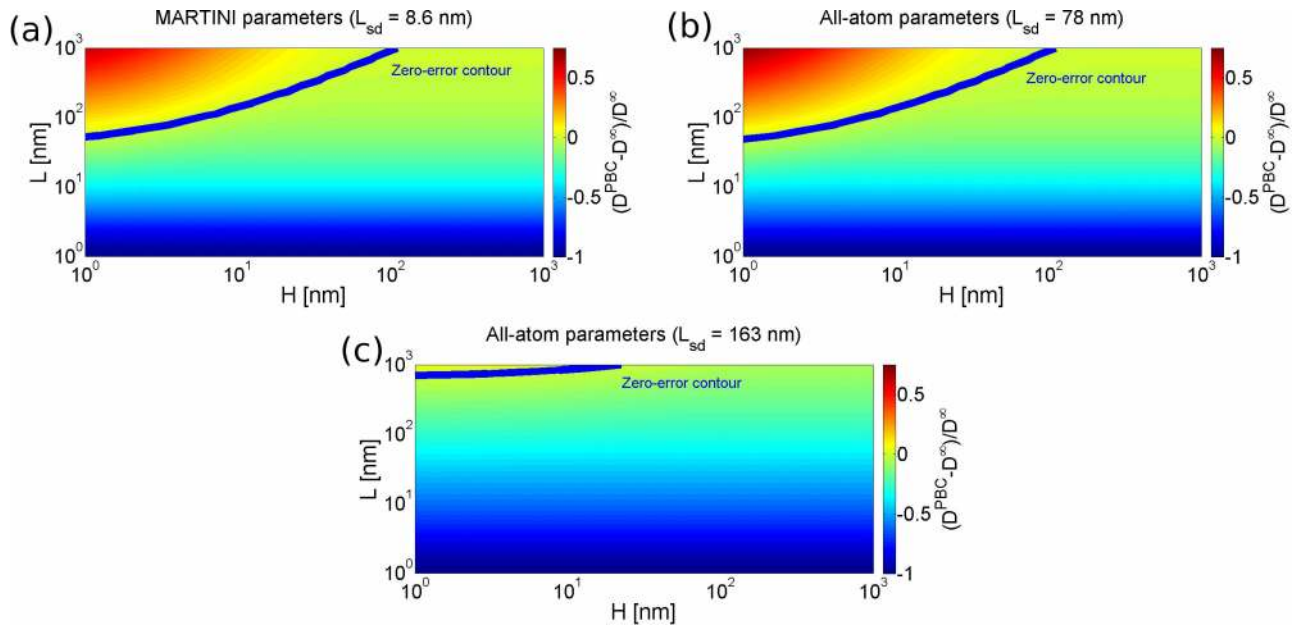 (a)
MARTINI parameters (L_sd = 8.6 nm)
10^3
10^2
10^1
10^0
L [nm]
Zero-error contour
10^0 10^1 10^2 10^3
H [nm]
0.5
0
-0.5
-1
(D^PBC-D^∞)/D^∞
(b)
All-atom parameters (L_sd = 78 nm)
10^3
10^2
10^1
10^0
L [nm]
Zero-error contour
10^0 10^1 10^2 10^3
H [nm]
0.5
0
-0.5
-1
(D^PBC-D^∞)/D^∞
(c)
All-atom parameters (L_sd = 163 nm)
10^3
10^2
10^1
10^0
L [nm]
Zero-error contour
10^0 10^1 10^2 10^3
H [nm]
0.5
0
-0.5
-1
(D^PBC-D^∞)/D^∞